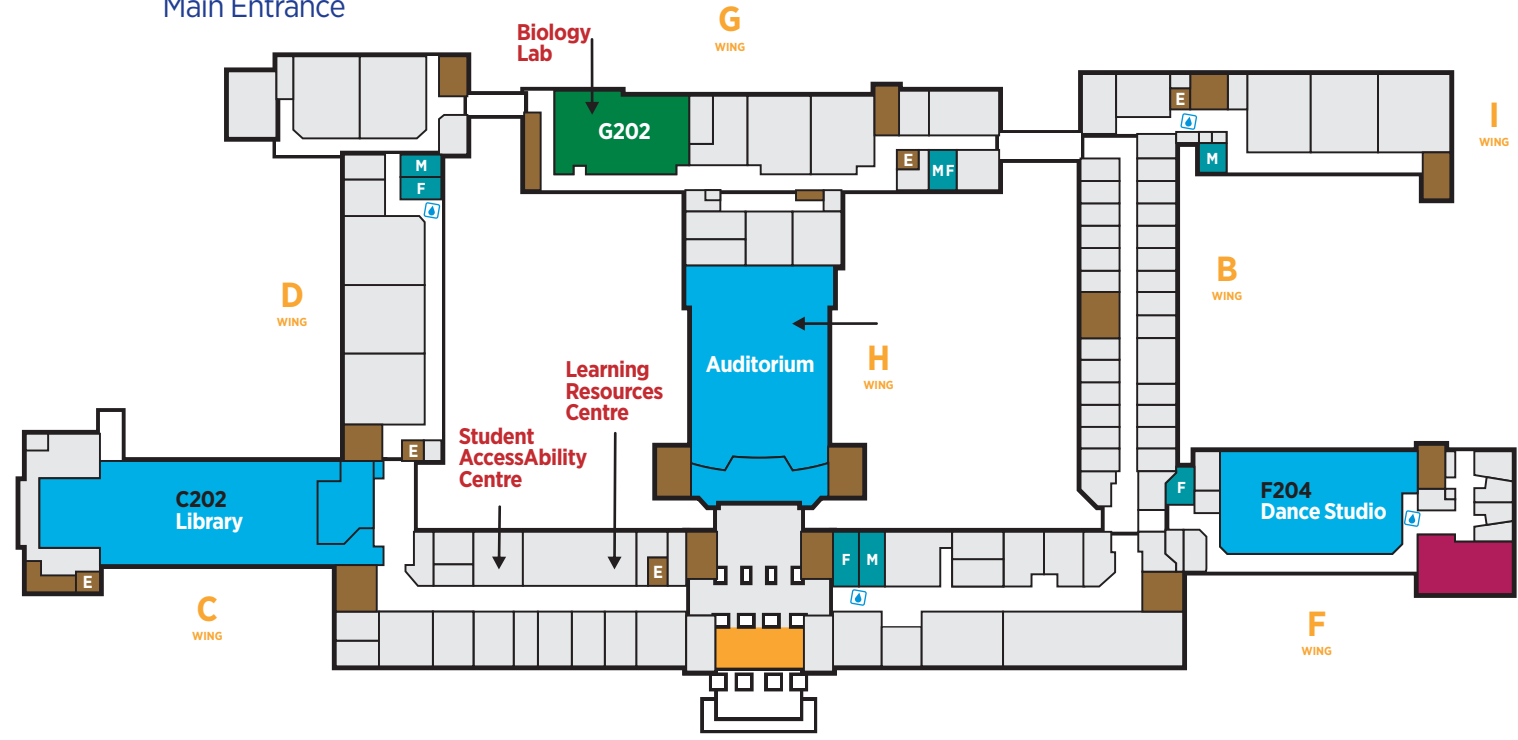 Main Entrance
G
WING
Biology
Lab
G202
E
M
F
E
M F
E
M
I
WING
D
WING
B
WING
Auditorium
H
WING
Learning
Resources
Centre
Student
AccessAbility
Centre
E
C202
Library
E
C
WING
E
F
M
F
F204
Dance Studio
F
WING